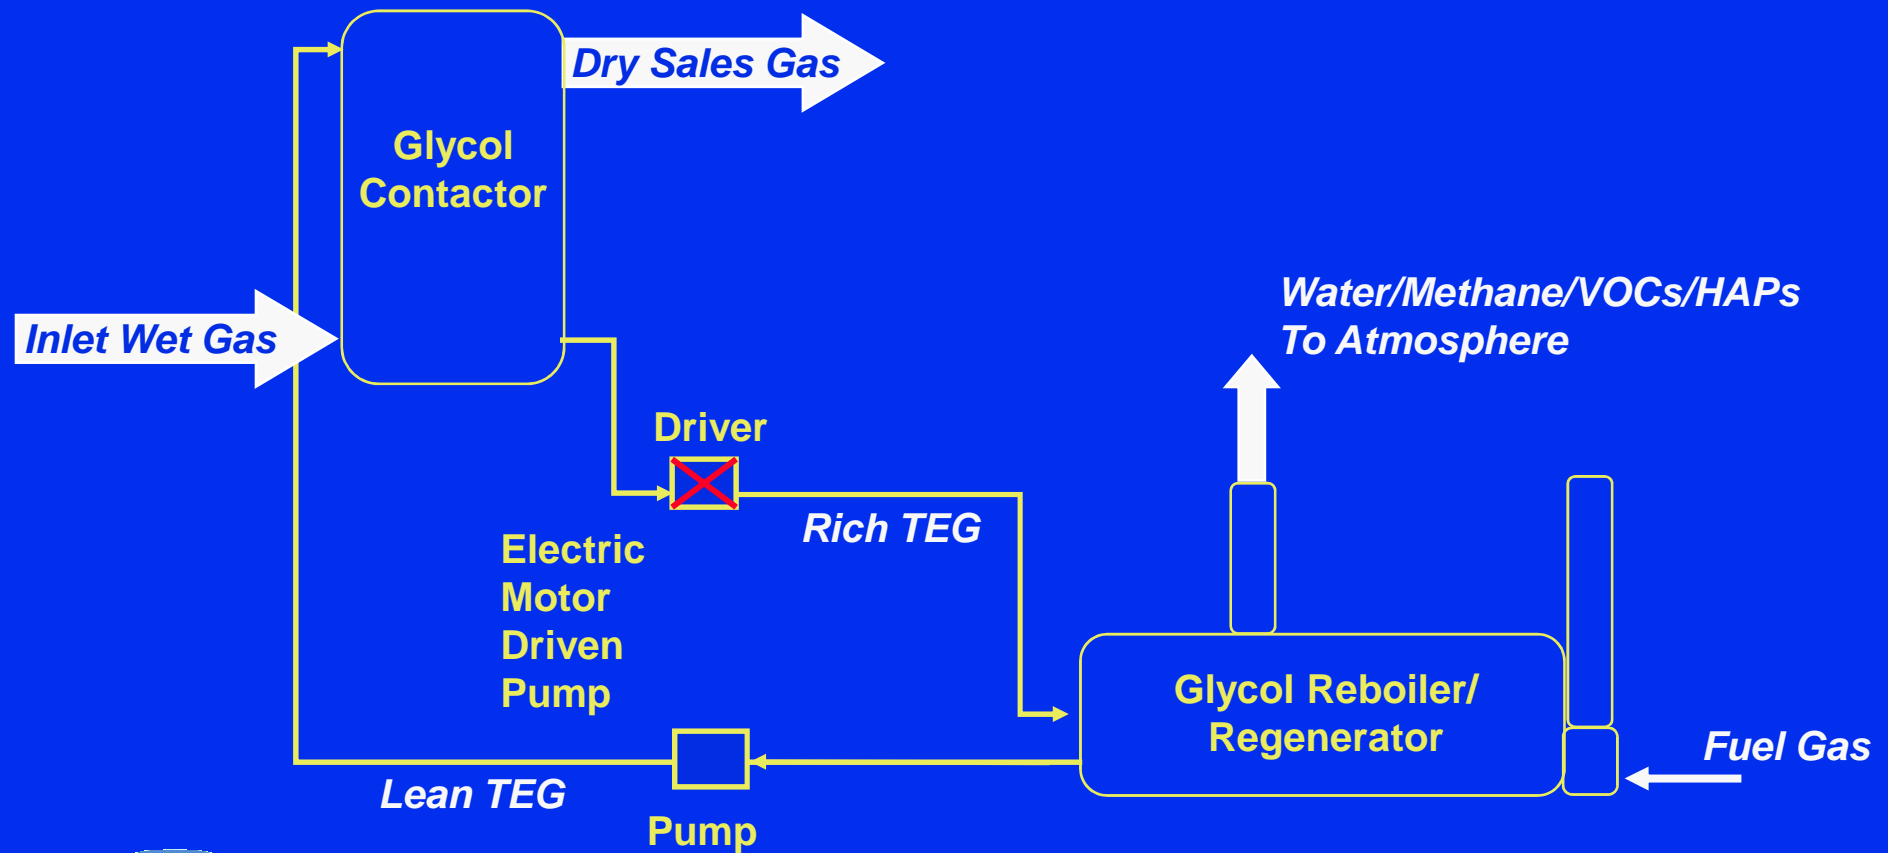 Dry Sales Gas
Glycol
Contactor
Inlet Wet Gas
Water/Methane/VOCs/HAPs
To Atmosphere
Driver
Rich TEG
Electric
Motor
Driven
Pump
Glycol Reboiler/
Regenerator
Fuel Gas
Lean TEG
Pump